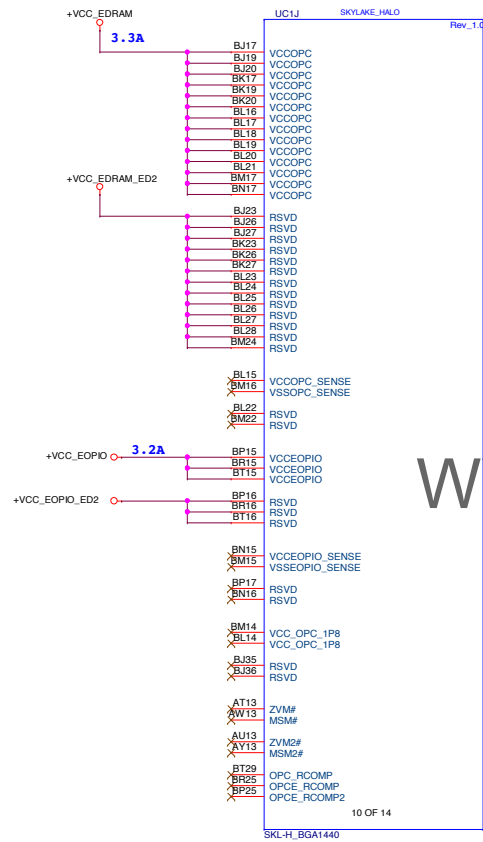 +VCC_EDRAM
UC1J
SKYLAKE_HALO
Rev_1.0
3.3A
BJ17 VCCOPC
BJ19 VCCOPC
BJ20 VCCOPC
BK17 VCCOPC
BK19 VCCOPC
BK20 VCCOPC
BL16 VCCOPC
BL17 VCCOPC
BL18 VCCOPC
BL19 VCCOPC
BL20 VCCOPC
BL21 VCCOPC
BM17 VCCOPC
BN17 VCCOPC
+VCC_EDRAM_ED2
BJ23 RSVD
BJ26 RSVD
BJ27 RSVD
BK23 RSVD
BK26 RSVD
BK27 RSVD
BL23 RSVD
BL24 RSVD
BL25 RSVD
BL26 RSVD
BL27 RSVD
BL28 RSVD
BM24 RSVD
BL15 VCCOPC_SENSE
BM16 VSSOPC_SENSE
BL22 RSVD
BM22 RSVD
+VCC_EOPIO
3.2A
BP15 VCCEOPIO
BR15 VCCEOPIO
BT15 VCCEOPIO
+VCC_EOPIO_ED2
BP16 RSVD
BR16 RSVD
BT16 RSVD
W
BN15 VCCEOPIO_SENSE
BM15 VSSEOPIO_SENSE
BP17 RSVD
BN16 RSVD
BM14 VCC_OPC_1P8
BL14 VCC_OPC_1P8
BJ35 RSVD
BJ36 RSVD
AT13 ZVM#
AW13 MSM#
AU13 ZVM2#
AY13 MSM2#
BT29 OPC_RCOMP
BR25 OPCE_RCOMP
BP25 OPCE_RCOMP2
10 OF 14
SKL-H_BGA1440